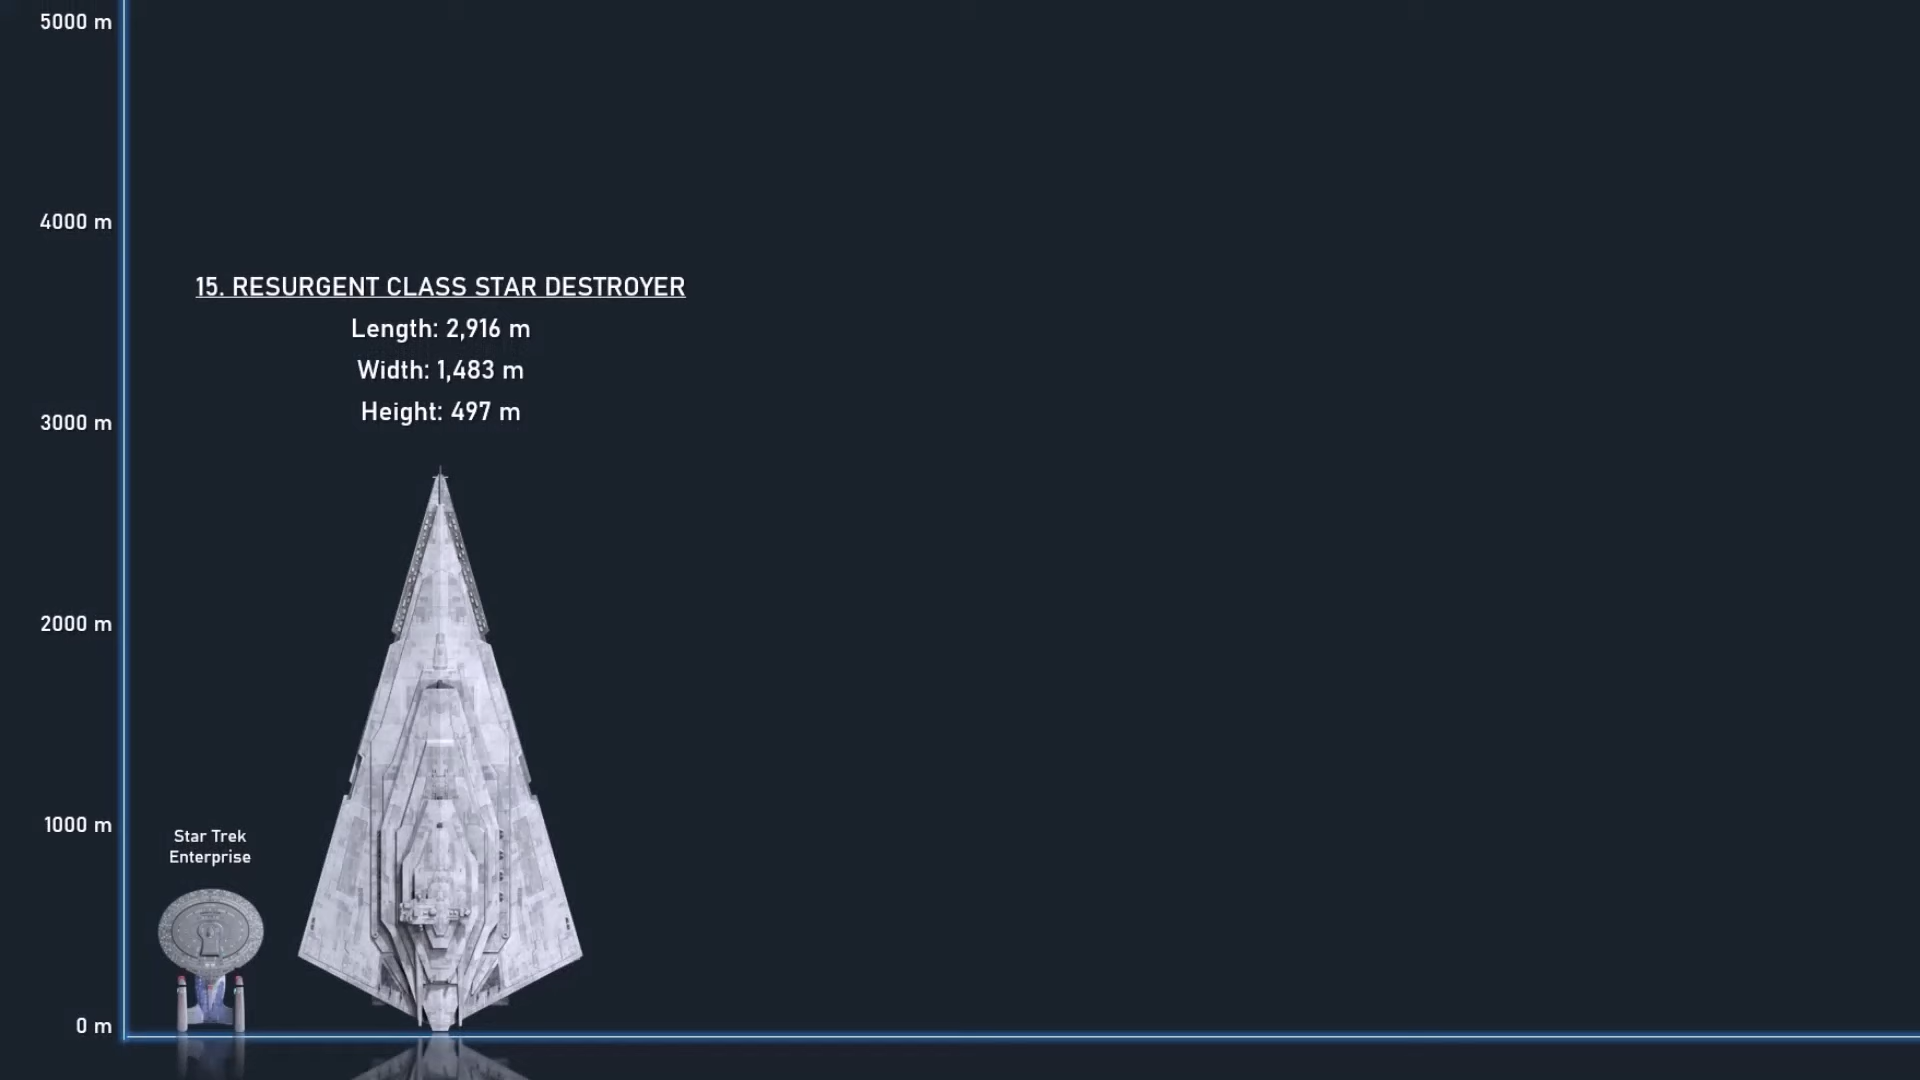 5000 m
4000 m
15. RESURGENT CLASS STAR DESTROYER
Length: 2,916 m
Width: 1,483 m
Height: 497 m
3000 m
2000 m
1000 m
Star Trek
Enterprise
0 m